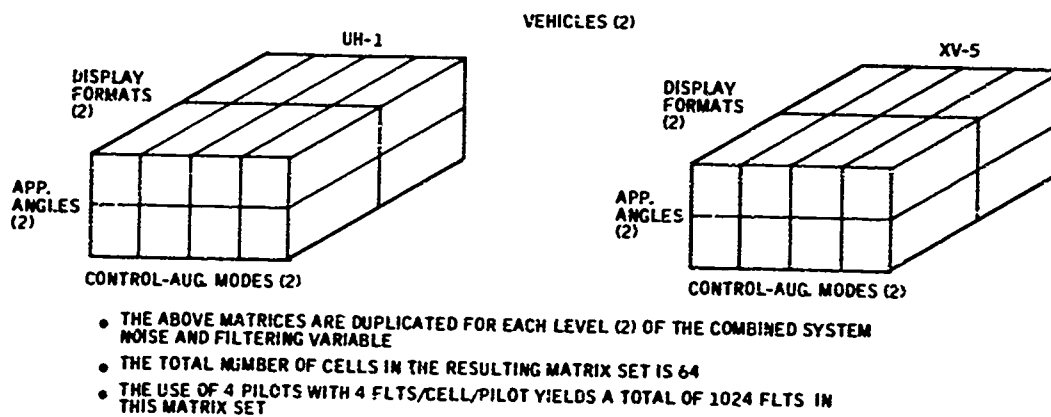 VEHICLES (2)
UH-1
DISPLAY
FORMATS
(2)
APP.
ANGLES
(2)
CONTROL-AUG. MODES (2)
XV-5
DISPLAY
FORMATS
(2)
APP.
ANGLES
(2)
CONTROL-AUG. MODES (2)
• THE ABOVE MATRICES ARE DUPLICATED FOR EACH LEVEL (2) OF THE COMBINED SYSTEM
NOISE AND FILTERING VARIABLE
• THE TOTAL NUMBER OF CELLS IN THE RESULTING MATRIX SET IS 64
• THE USE OF 4 PILOTS WITH 4 FLTS/CELL/PILOT YIELDS A TOTAL OF 1024 FLTS IN
THIS MATRIX SET